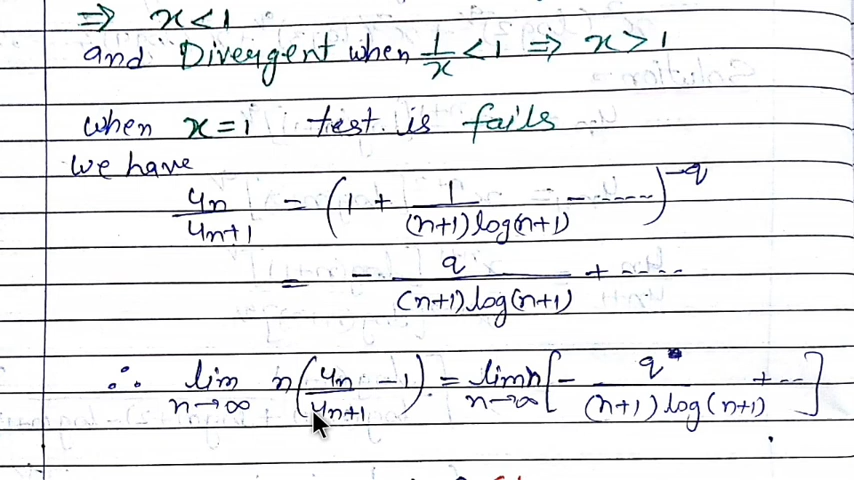 ⇒ x < 1
and Divergent when 1/x < 1 ⇒ x > 1
when x = 1 test is fails
we have
un/un+1 = (1 + 1/((n+1) log(n+1)) ------)^-q
= - q/((n+1) log(n+1)) + ----
∴ lim n→∞ n(un/un+1 - 1) = lim n→∞ n[- q/((n+1) log(n+1)) + --]